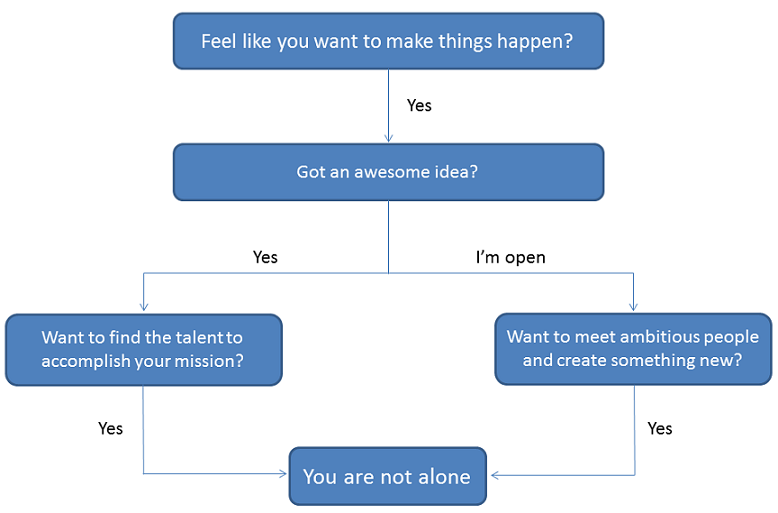 Feel like you want to make things happen?
Yes
Got an awesome idea?
Yes
I'm open
Want to find the talent to
accomplish your mission?
Want to meet ambitious people
and create something new?
Yes
Yes
You are not alone